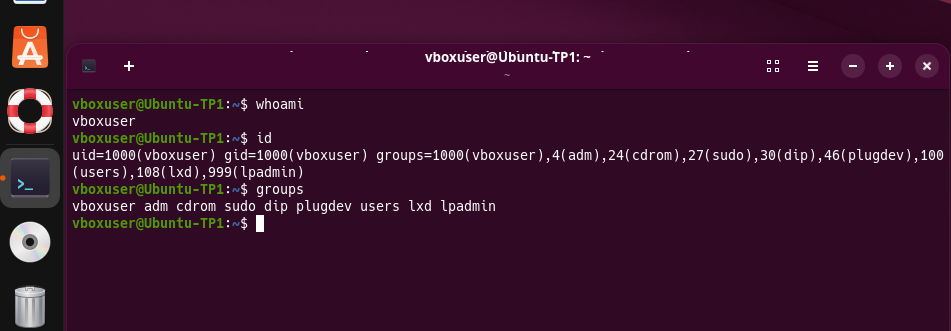 vboxuser@Ubuntu-TP1: ~
~
vboxuser@Ubuntu-TP1:~$ whoami
vboxuser
vboxuser@Ubuntu-TP1:~$ id
uid=1000(vboxuser) gid=1000(vboxuser) groups=1000(vboxuser),4(adm),24(cdrom),27(sudo),30(dip),46(plugdev),100
(users),108(lxd),999(lpadmin)
vboxuser@Ubuntu-TP1:~$ groups
vboxuser adm cdrom sudo dip plugdev users lxd lpadmin
vboxuser@Ubuntu-TP1:~$